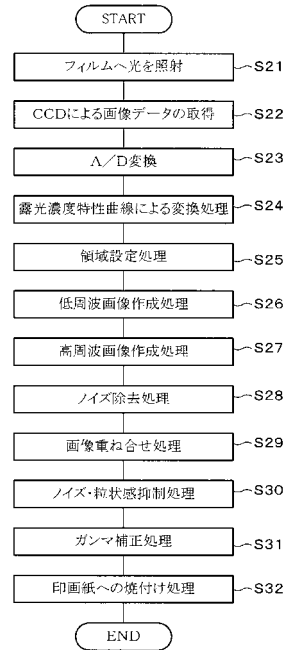 START
フィルムへ光を照射 S21
CCDによる画像データの取得 S22
A/D変換 S23
露光濃度特性曲線による変換処理 S24
領域設定処理 S25
低周波画像作成処理 S26
高周波画像作成処理 S27
ノイズ除去処理 S28
画像重ね合せ処理 S29
ノイズ・粒状感抑制処理 S30
ガンマ補正処理 S31
印画紙への焼付け処理 S32
END